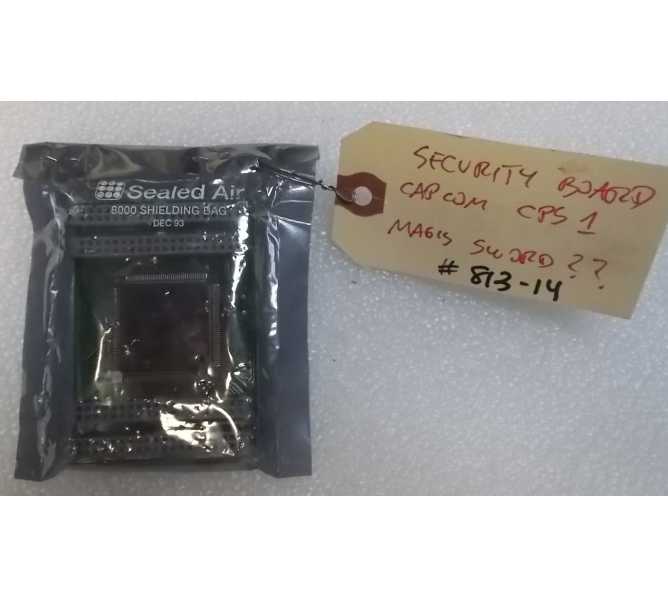 Sealed Air
8000 SHIELDING BAG
DEC 93
SECURITY BOARD
CAPCOM CPS 1
MAGIC SWORD ??
# 813-14